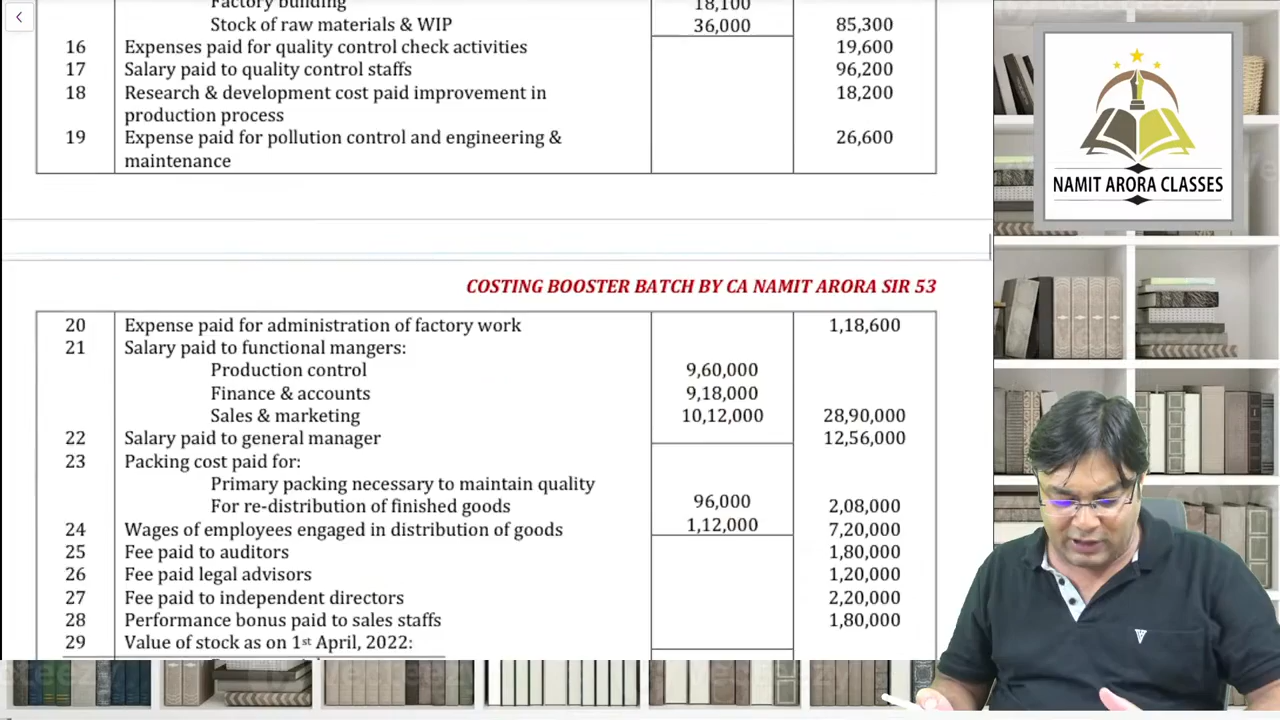 Factory building 18,100
Stock of raw materials & WIP 36,000 85,300
16 Expenses paid for quality control check activities 19,600
17 Salary paid to quality control staffs 96,200
18 Research & development cost paid improvement in 18,200
production process
19 Expense paid for pollution control and engineering & 26,600
maintenance
COSTING BOOSTER BATCH BY CA NAMIT ARORA SIR 53
20 Expense paid for administration of factory work 1,18,600
21 Salary paid to functional mangers:
Production control 9,60,000
Finance & accounts 9,18,000
Sales & marketing 10,12,000 28,90,000
22 Salary paid to general manager 12,56,000
23 Packing cost paid for:
Primary packing necessary to maintain quality 96,000
For re-distribution of finished goods 1,12,000 2,08,000
24 Wages of employees engaged in distribution of goods 7,20,000
25 Fee paid to auditors 1,80,000
26 Fee paid legal advisors 1,20,000
27 Fee paid to independent directors 2,20,000
28 Performance bonus paid to sales staffs 1,80,000
29 Value of stock as on 1st April, 2022:
NAMIT ARORA CLASSES